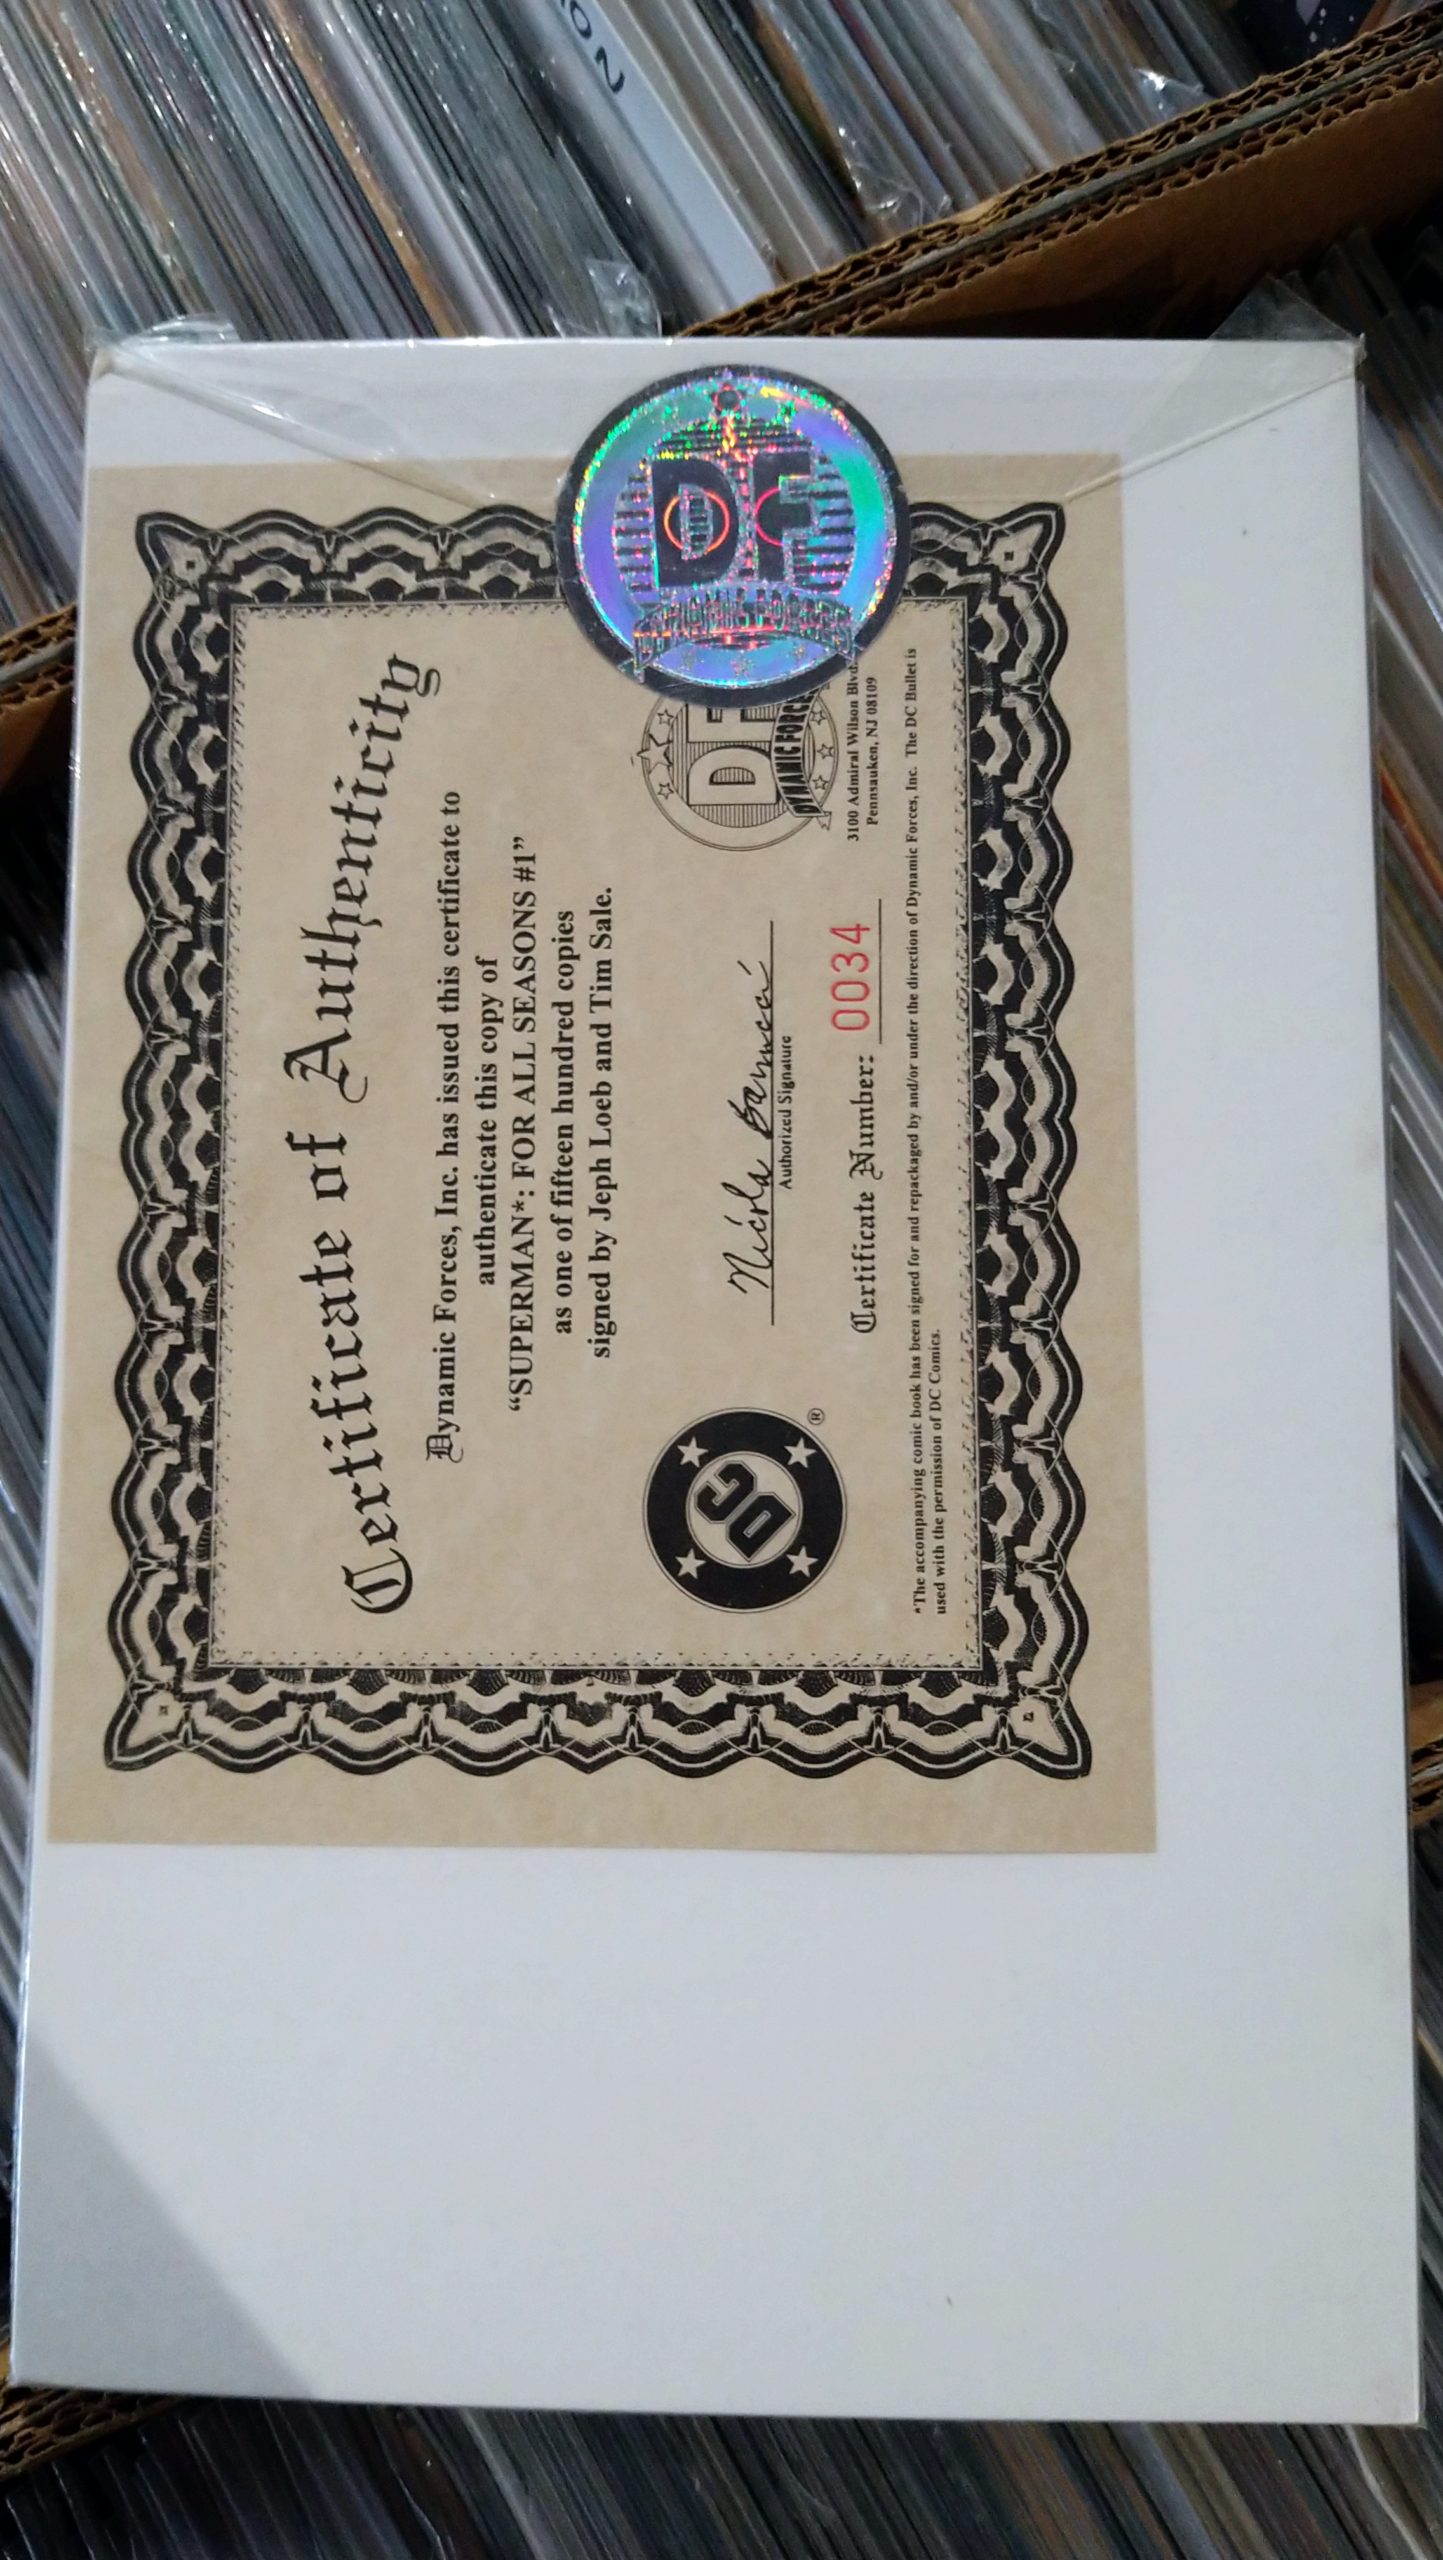 ON
Certificate of Authenticity
Dynamic Forces, Inc. has issued this certificate to
authenticate this copy of
“SUPERMAN*: FOR ALL SEASONS #1”
as one of fifteen hundred copies
signed by Jeph Loeb and Tim Sale.
DF
DYNAMIC FORCES
DC
®
Authorized Signature
DF
DYNAMIC FORCE
3100 Admiral Wilson Blvd.
Pennsauken, NJ 08109
Certificate Number: 0034
*The accompanying comic book has been signed for and repackaged by and/or under the direction of Dynamic Forces, Inc. The DC Bullet is
used with the permission of DC Comics.